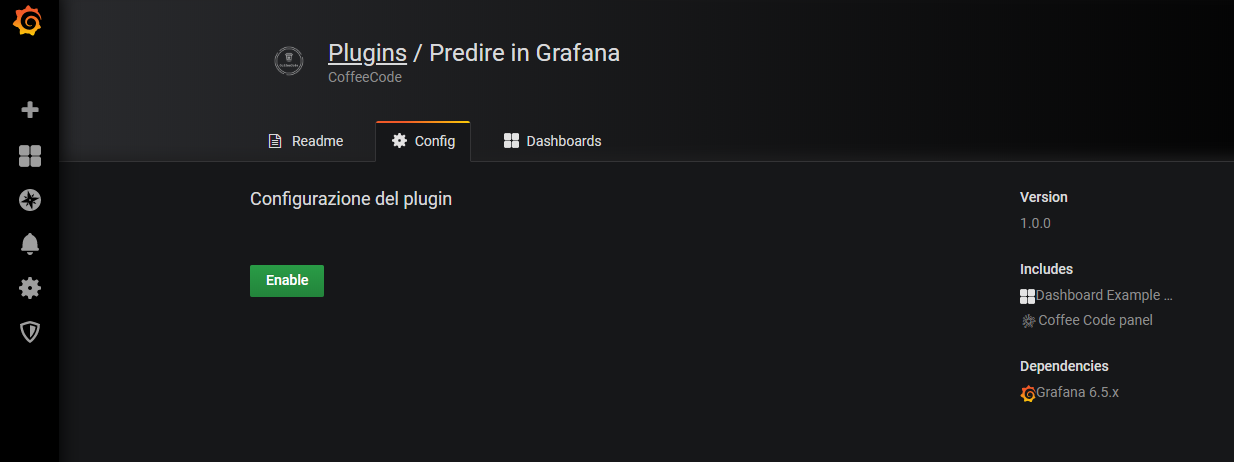 Plugins / Predire in Grafana
CoffeeCode
Readme
Config
Dashboards
Configurazione del plugin
Enable
Version
1.0.0
Includes
Dashboard Example ...
Coffee Code panel
Dependencies
Grafana 6.5.x